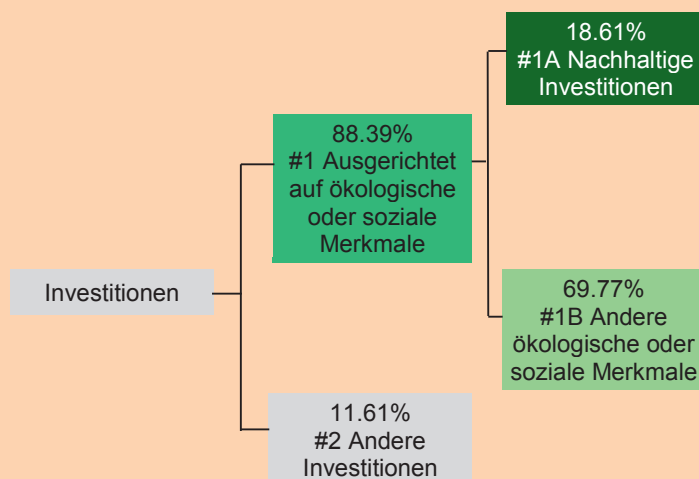 18.61%
#1A Nachhaltige
Investitionen
88.39%
#1 Ausgerichtet
auf ökologische
oder soziale
Merkmale
Investitionen
69.77%
#1B Andere
ökologische oder
soziale Merkmale
11.61%
#2 Andere
Investitionen